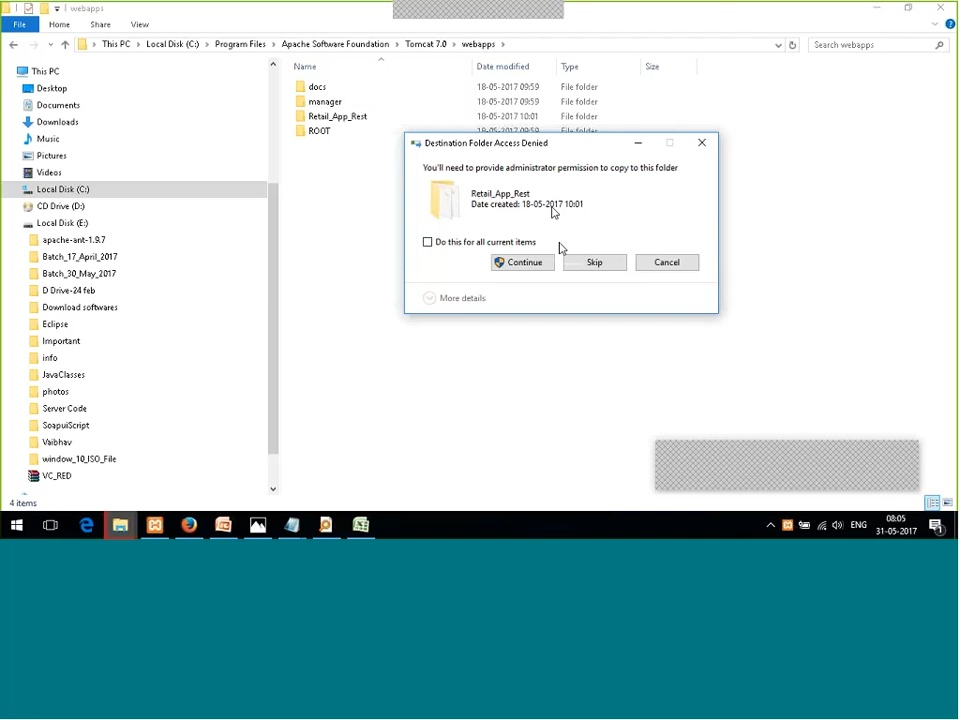 webapps
File Home Share View
This PC > Local Disk (C:) > Program Files > Apache Software Foundation > Tomcat 7.0 > webapps >
Search webapps
Name Date modified Type Size
docs 18-05-2017 09:59 File folder
manager 18-05-2017 09:59 File folder
Retail_App_Rest 18-05-2017 10:01 File folder
ROOT 18-05-2017 09:59 File folder
This PC
Desktop
Documents
Downloads
Music
Pictures
Videos
Local Disk (C:)
CD Drive (D:)
Local Disk (E:)
apache-ant-1.9.7
Batch_17_April_2017
Batch_30_May_2017
D Drive-24 feb
Download softwares
Eclipse
Important
info
JavaClasses
photos
Server Code
SoapuiScript
Vaibhav
window_10_ISO_File
VC_RED
Destination Folder Access Denied
You'll need to provide administrator permission to copy to this folder
Retail_App_Rest
Date created: 18-05-2017 10:01
Do this for all current items
Continue Skip Cancel
More details
4 items
ENG
08:05
31-05-2017
1